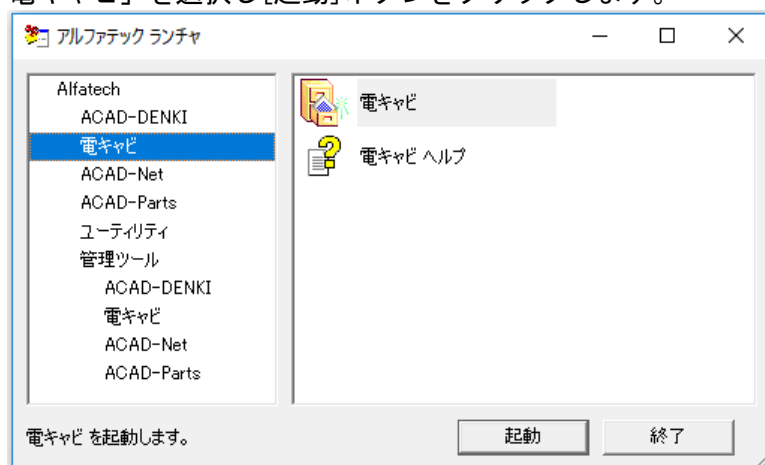 電キャビ」を選択し[起動]ボタンをクリックします。
アルファテック ランチャ
Alfatech
ACAD-DENKI
電キャビ
ACAD-Net
ACAD-Parts
ユーティリティ
管理ツール
ACAD-DENKI
電キャビ
ACAD-Net
ACAD-Parts
電キャビ
電キャビ ヘルプ
電キャビ を起動します。
起動
終了